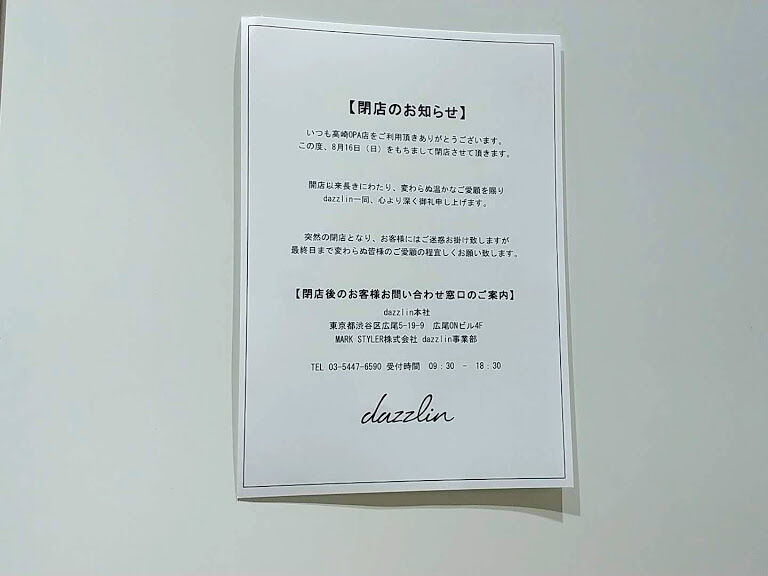 【閉店のお知らせ】
いつも高崎OPA店をご利用頂きありがとうございます。
この度、8月16日（日）をもちまして閉店させて頂きます。
開店以来長きにわたり、変わらぬ温かなご愛顧を賜り
dazzlin一同、心より深く御礼申し上げます。
突然の閉店となり、お客様にはご迷惑お掛け致しますが
最終日まで変わらぬ皆様のご愛顧の程宜しくお願い致します。
【閉店後のお客様お問い合わせ窓口のご案内】
dazzlin本社
東京都渋谷区広尾5-19-9　広尾ONビル4F
MARK STYLER株式会社 dazzlin事業部
TEL 03-5447-6590 受付時間　09：30　－　18：30
dazzlin